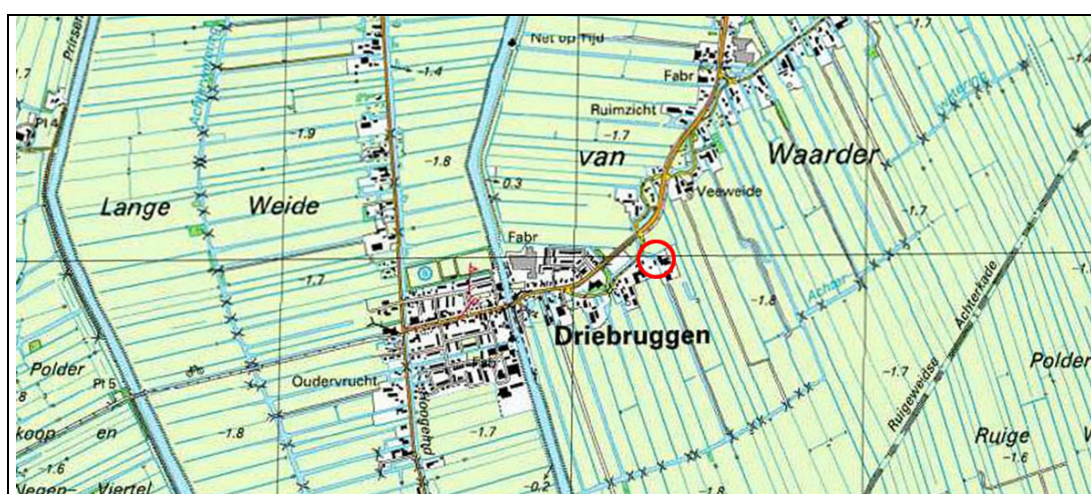 Net op Tijd
-1.7
Prinsen
-1.4
Fabr
Pl 4
Ruimzicht
-1.9
-1.7
-1.8
van
Waarder
0.3
Veeweide
Lange
Weide
-1.7
Fabr
-1.7
-1.8
Achter
Achterkade
Driebruggen
Polder
Polder
Pl 5
Oudervrucht
-1.7
Ruigeweidse
Hoogeind
koop
en
-1.8
-1.7
Ruige
-1.6
-1.6
-0.2
-1.8
Viertel